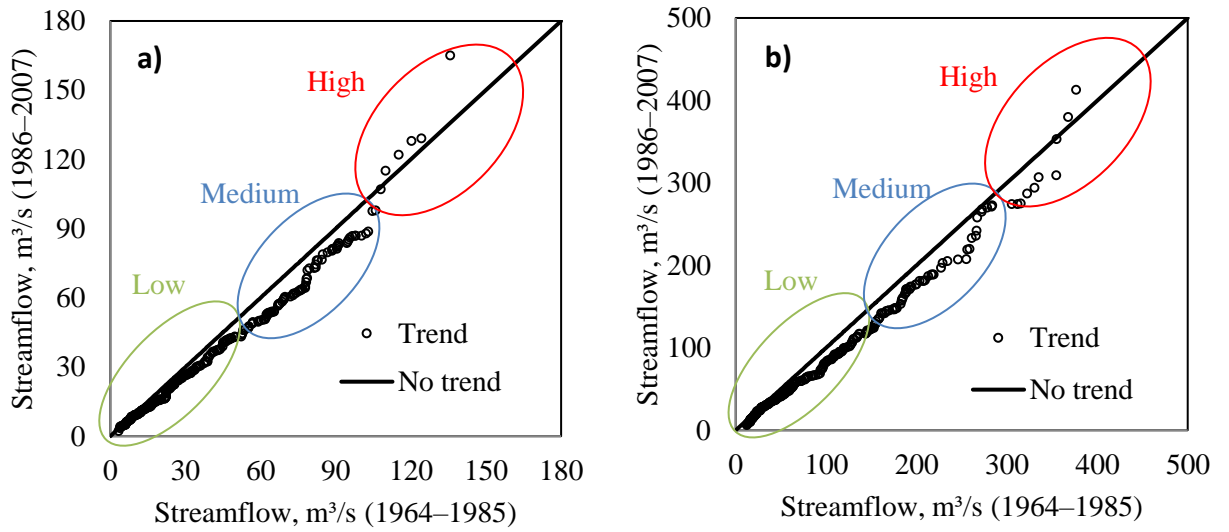 a)
Streamflow, m³/s (1986–2007)
180
150
120
90
60
30
0
High
Medium
Low
Trend
No trend
0 30 60 90 120 150 180
Streamflow, m³/s (1964–1985)
b)
Streamflow, m³/s (1986–2007)
500
400
300
200
100
0
High
Medium
Low
Trend
No trend
0 100 200 300 400 500
Streamflow, m³/s (1964–1985)